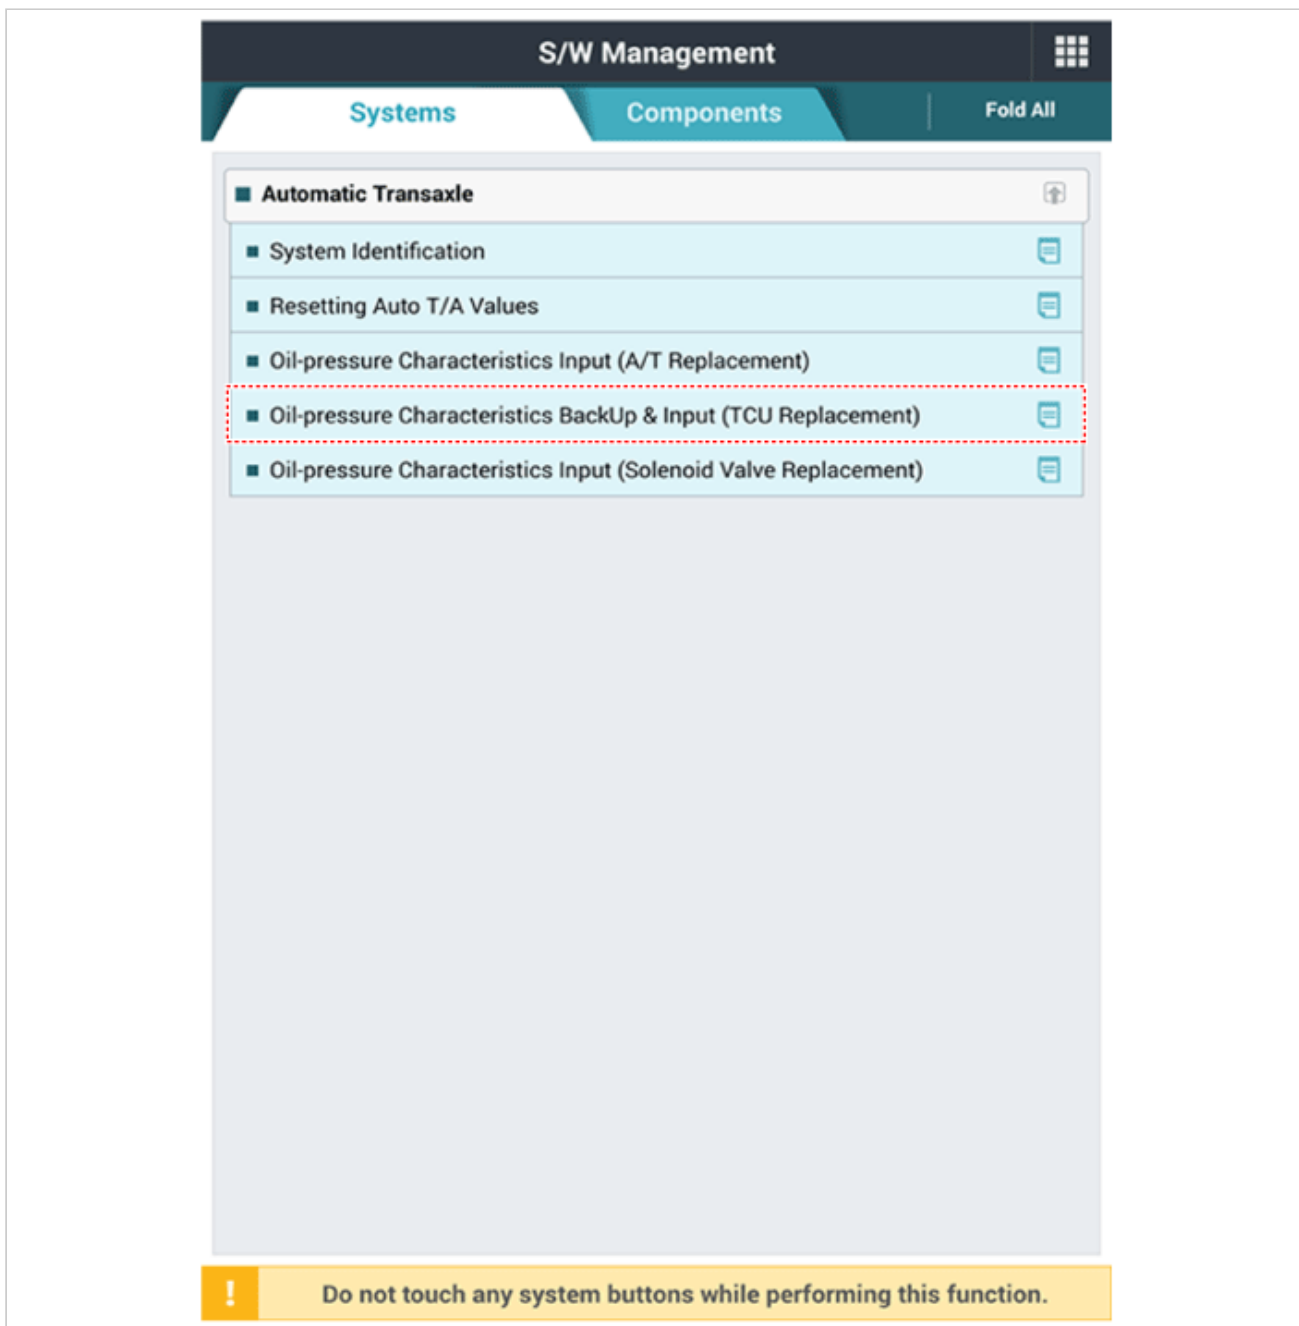 S/W Management
Systems
Components
Fold All
Automatic Transaxle
System Identification
Resetting Auto T/A Values
Oil-pressure Characteristics Input (A/T Replacement)
Oil-pressure Characteristics BackUp & Input (TCU Replacement)
Oil-pressure Characteristics Input (Solenoid Valve Replacement)
! Do not touch any system buttons while performing this function.